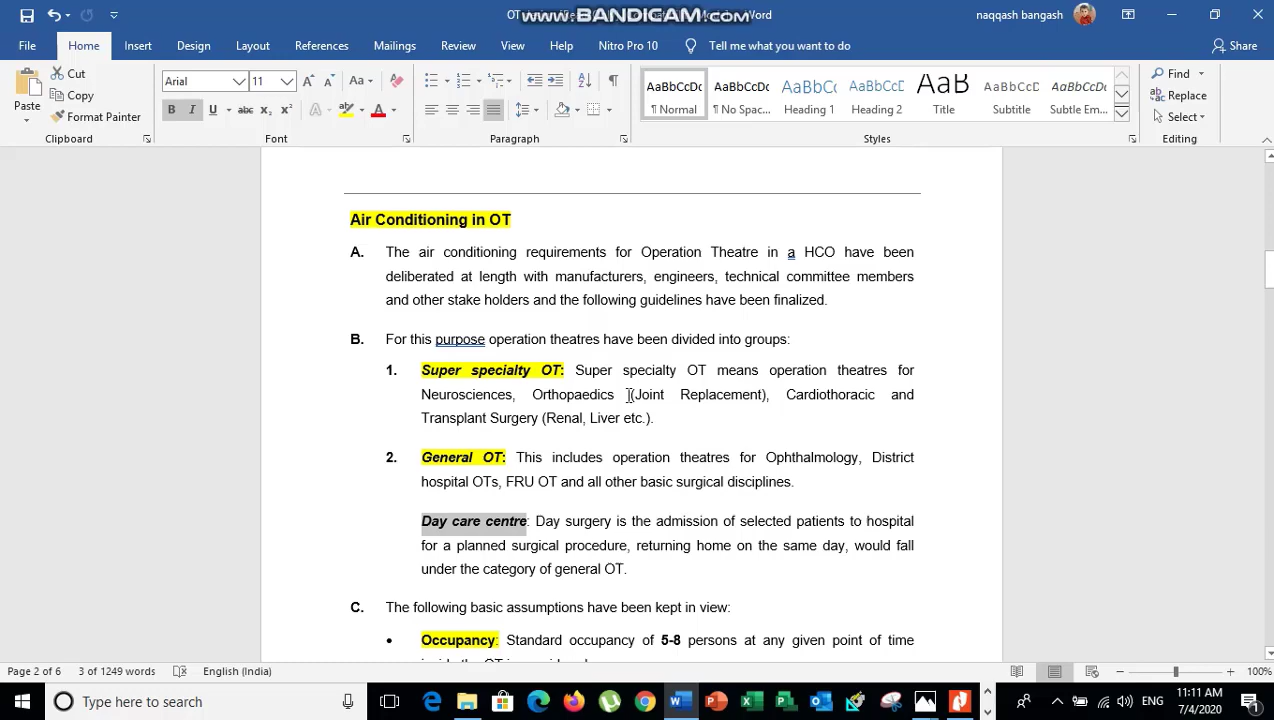 www.BANDICAM.com
OT
Word
naqqash bangash
File Home Insert Design Layout References Mailings Review View Help Nitro Pro 10 Tell me what you want to do Share
Paste
Cut
Copy
Format Painter
Arial 11
Aa
B I U abc x₂ x²
AaBbCcDc AaBbCcDc AaBbCc AaBbCcD AaB AaBbCcDc AaBbCcDc
¶ Normal ¶ No Spac... Heading 1 Heading 2 Title Subtitle Subtle Em...
Find
Replace
Select
Clipboard Font Paragraph Styles Editing
Air Conditioning in OT
A. The air conditioning requirements for Operation Theatre in a HCO have been
deliberated at length with manufacturers, engineers, technical committee members
and other stake holders and the following guidelines have been finalized.
B. For this purpose operation theatres have been divided into groups:
1. Super specialty OT: Super specialty OT means operation theatres for
Neurosciences, Orthopaedics (Joint Replacement), Cardiothoracic and
Transplant Surgery (Renal, Liver etc.).
2. General OT: This includes operation theatres for Ophthalmology, District
hospital OTs, FRU OT and all other basic surgical disciplines.
Day care centre: Day surgery is the admission of selected patients to hospital
for a planned surgical procedure, returning home on the same day, would fall
under the category of general OT.
C. The following basic assumptions have been kept in view:
• Occupancy: Standard occupancy of 5-8 persons at any given point of time
Page 2 of 6 3 of 1249 words English (India) 100%
Type here to search
ENG
11:11 AM
7/4/2020
1